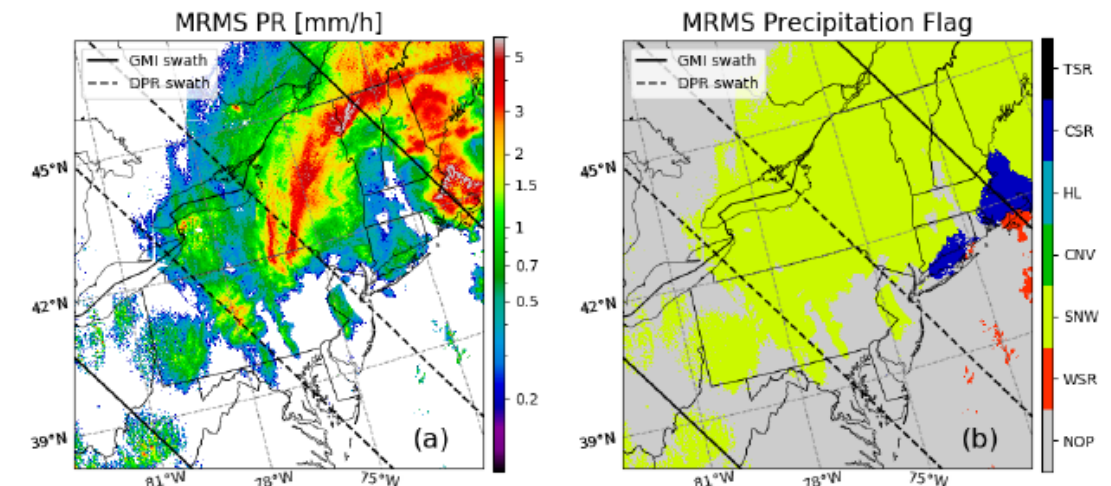 MRMS PR [mm/h]
GMI swath
DPR swath
5
3
2
1.5
1
0.7
0.5
0.2
45°N
42°N
39°N
81°W
78°W
75°W
(a)
MRMS Precipitation Flag
GMI swath
DPR swath
TSR
CSR
HL
CNV
SNW
WSR
NOP
45°N
42°N
39°N
81°W
78°W
75°W
(b)